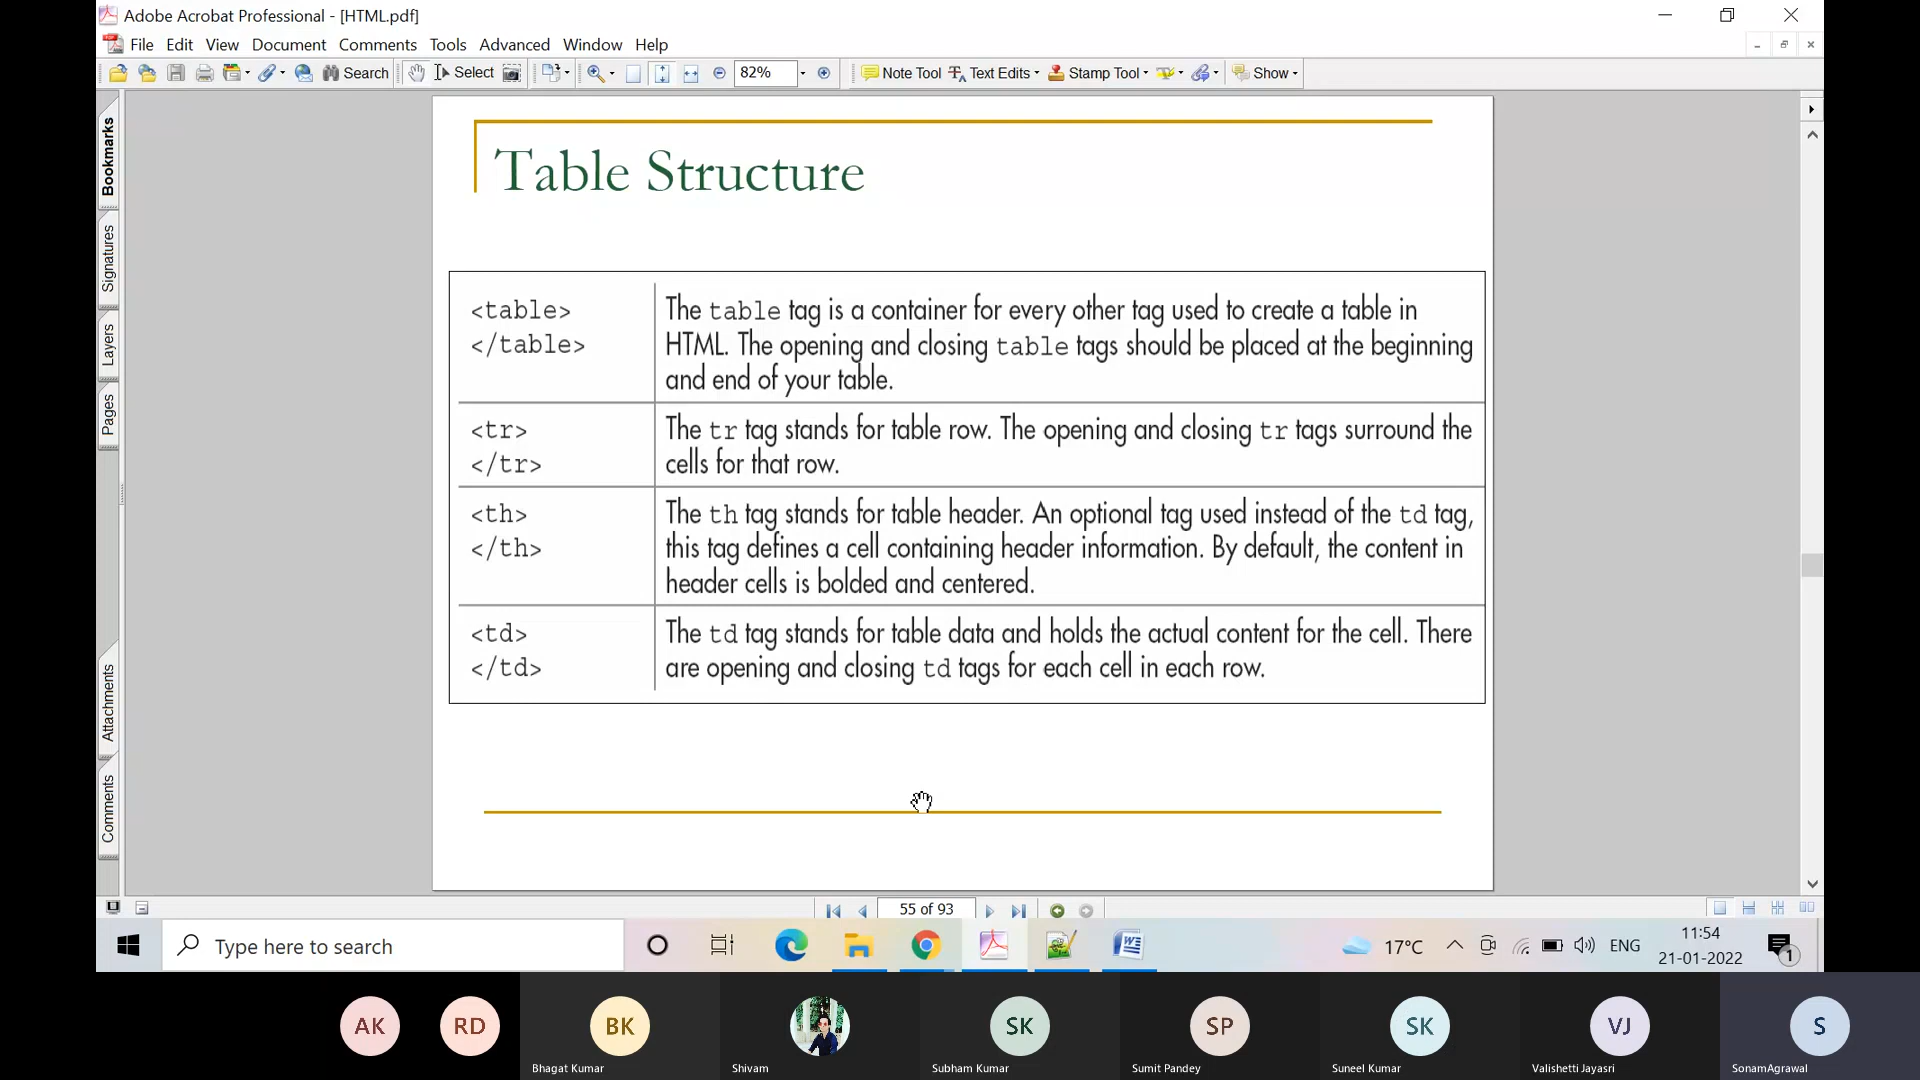 Adobe Acrobat Professional - [HTML.pdf]
File Edit View Document Comments Tools Advanced Window Help
Search Select 82% Note Tool Text Edits Stamp Tool Show
Bookmarks
Signatures
Layers
Pages
Attachments
Comments
Table Structure
<table>
</table>
The table tag is a container for every other tag used to create a table in
HTML. The opening and closing table tags should be placed at the beginning
and end of your table.
<tr>
</tr>
The tr tag stands for table row. The opening and closing tr tags surround the
cells for that row.
<th>
</th>
The th tag stands for table header. An optional tag used instead of the td tag,
this tag defines a cell containing header information. By default, the content in
header cells is bolded and centered.
<td>
</td>
The td tag stands for table data and holds the actual content for the cell. There
are opening and closing td tags for each cell in each row.
55 of 93
Type here to search
17°C
ENG
11:54
21-01-2022
1
AK RD BK SK SP SK VJ S
Bhagat Kumar Shivam Subham Kumar Sumit Pandey Suneel Kumar Valishetti Jayasri SonamAgrawal